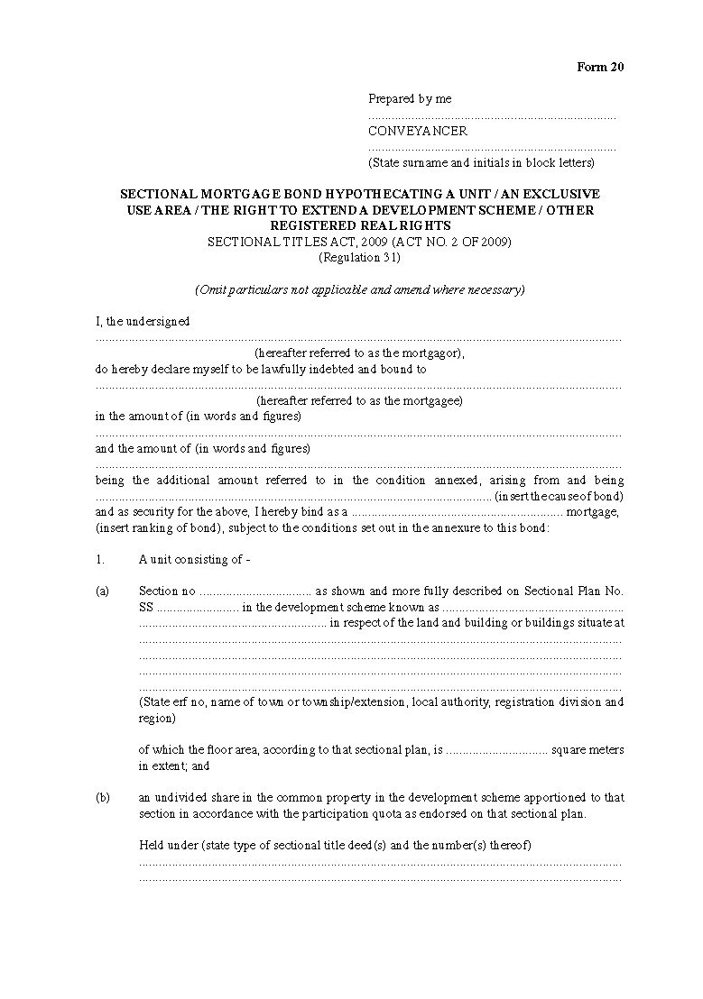 Form 20
Prepared by me
..........................................................................
CONVEYANCER
..........................................................................
(State surname and initials in block letters)
SECTIONAL MORTGAGE BOND HYPOTHECATING A UNIT / AN EXCLUSIVE
USE AREA / THE RIGHT TO EXTEND A DEVELOPMENT SCHEME / OTHER
REGISTERED REAL RIGHTS
SECTIONAL TITLES ACT, 2009 (ACT NO. 2 OF 2009)
(Regulation 31)
(Omit particulars not applicable and amend where necessary)
I, the undersigned
..........................................................................
(hereafter referred to as the mortgagor),
do hereby declare myself to be lawfully indebted and bound to
..........................................................................
(hereafter referred to as the mortgagee)
in the amount of (in words and figures)
..........................................................................
and the amount of (in words and figures)
..........................................................................
being the additional amount referred to in the condition annexed, arising from and being
.......................................................................... (insert the cause of bond)
and as security for the above, I hereby bind as a ................................................................ mortgage,
(insert ranking of bond), subject to the conditions set out in the annexure to this bond:
1. A unit consisting of -
(a) Section no .................................. as shown and more fully described on Sectional Plan No.
SS ......................... in the development scheme known as .......................................................
......................................................... in respect of the land and building or buildings situate at
..........................................................................
..........................................................................
..........................................................................
..........................................................................
(State erf no, name of town or township/extension, local authority, registration division and
region)
of which the floor area, according to that sectional plan, is ............................... square meters
in extent; and
(b) an undivided share in the common property in the development scheme apportioned to that
section in accordance with the participation quota as endorsed on that sectional plan.
Held under (state type of sectional title deed(s) and the number(s) thereof)
..........................................................................
..........................................................................